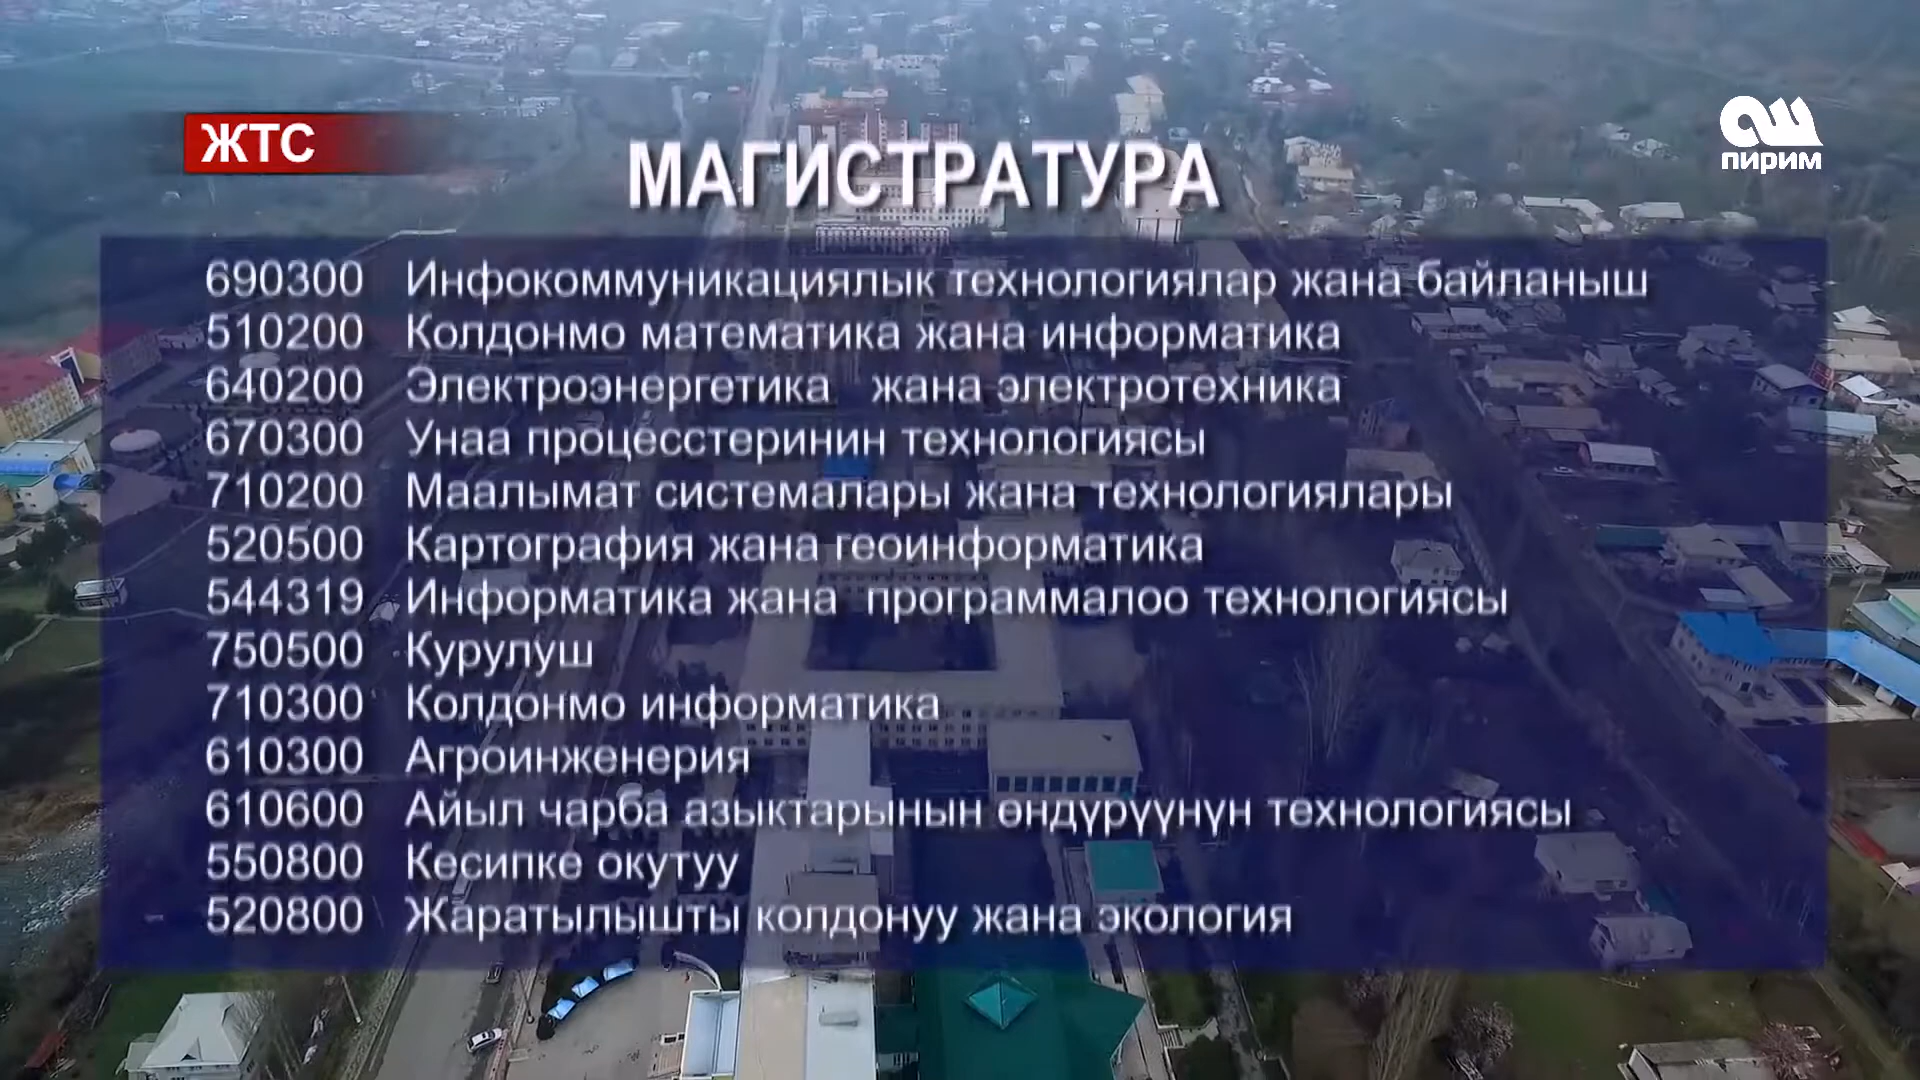 ЖТС
МАГИСТРАТУРА
ОШ
ПИРИМ
690300 Инфокоммуникациялык технологиялар жана байланыш
510200 Колдонмо математика жана информатика
640200 Электроэнергетика жана электротехника
670300 Унаа процесстеринин технологиясы
710200 Маалымат системалары жана технологиялары
520500 Картография жана геоинформатика
544319 Информатика жана программалоо технологиясы
750500 Курулуш
710300 Колдонмо информатика
610300 Агроинженерия
610600 Айыл чарба азыктарынын өндүрүүнүн технологиясы
550800 Кесипке окутуу
520800 Жаратылышты колдонуу жана экология